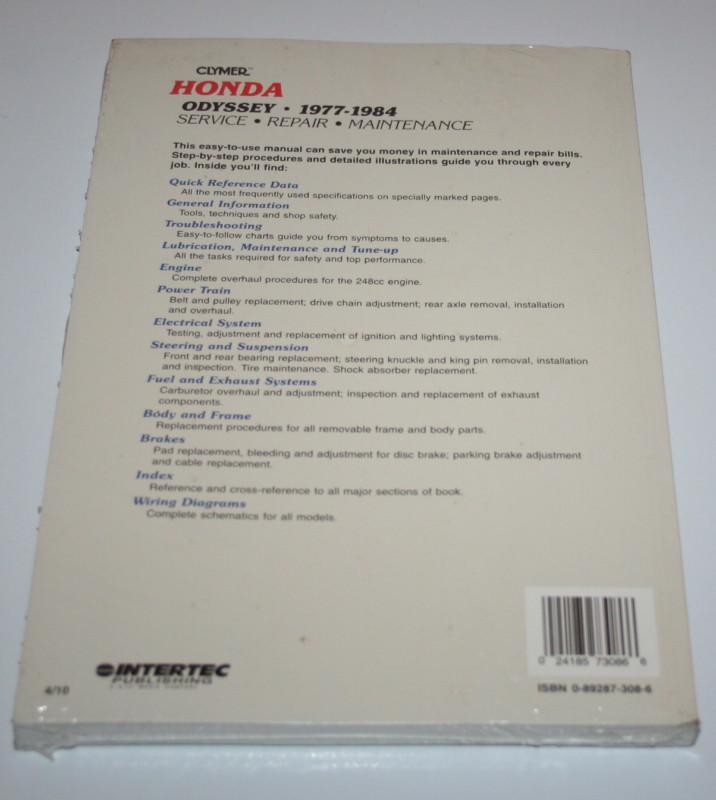 CLYMER™
HONDA
ODYSSEY • 1977-1984
SERVICE • REPAIR • MAINTENANCE
This easy-to-use manual can save you money in maintenance and repair bills.
Step-by-step procedures and detailed illustrations guide you through every
job. Inside you'll find:
Quick Reference Data
All the most frequently used specifications on specially marked pages.
General Information
Tools, techniques and shop safety.
Troubleshooting
Easy-to-follow charts guide you from symptoms to causes.
Lubrication, Maintenance and Tune-up
All the tasks required for safety and top performance.
Engine
Complete overhaul procedures for the 248cc engine.
Power Train
Belt and pulley replacement; drive chain adjustment; rear axle removal, installation
and overhaul.
Electrical System
Testing, adjustment and replacement of ignition and lighting systems.
Steering and Suspension
Front and rear bearing replacement; steering knuckle and king pin removal, installation
and inspection. Tire maintenance. Shock absorber replacement.
Fuel and Exhaust Systems
Carburetor overhaul and adjustment; inspection and replacement of exhaust
components.
Body and Frame
Replacement procedures for all removable frame and body parts.
Brakes
Pad replacement, bleeding and adjustment for disc brake; parking brake adjustment
and cable replacement.
Index
Reference and cross-reference to all major sections of book.
Wiring Diagrams
Complete schematics for all models.
INTERTEC
PUBLISHING
4/10
0 24185 73086 6
ISBN 0-89287-308-6